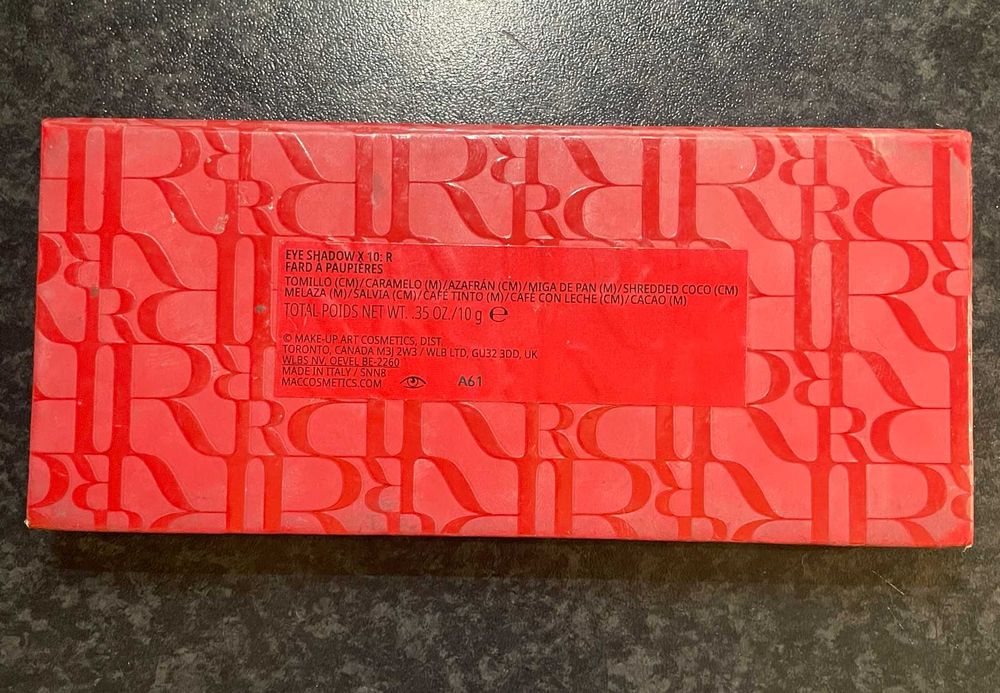 EYE SHADOW X 10: R
FARD À PAUPIÈRES
TOMILLO (CM)/CARAMELO (M)/AZAFRÁN (CM)/MIGA DE PAN (M)/SHREDDED COCO (CM)
MELAZA (M)/SALVIA (CM)/CAFÉ TINTO (M)/CAFÉ CON LECHE (CM)/CACAO (M)
TOTAL POIDS NET WT. .35 OZ./10 g ℮
© MAKE-UP ART COSMETICS, DIST.
TORONTO, CANADA M3J 2W3 / WLB LTD, GU32 3DD, UK
WLBS NV, OEVEL BE-2260
MADE IN ITALY / SNN8
MACCOSMETICS.COM A61